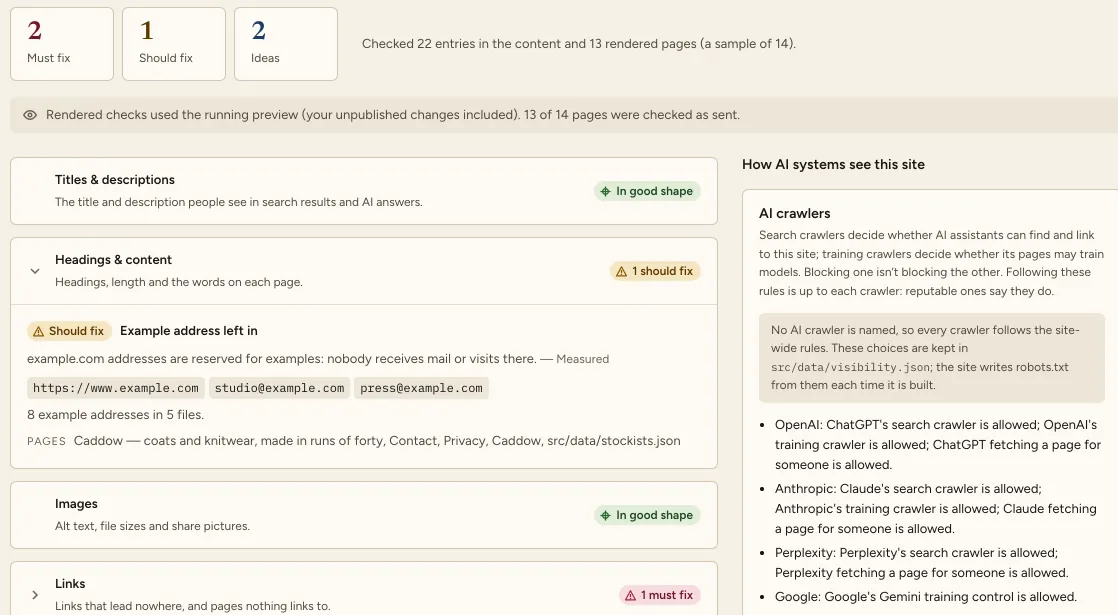 2
Must fix
1
Should fix
2
Ideas
Checked 22 entries in the content and 13 rendered pages (a sample of 14).
Rendered checks used the running preview (your unpublished changes included). 13 of 14 pages were checked as sent.
Titles & descriptions
The title and description people see in search results and AI answers.
In good shape
Headings & content
Headings, length and the words on each page.
1 should fix
Should fix Example address left in
example.com addresses are reserved for examples: nobody receives mail or visits there. — Measured
https://www.example.com studio@example.com press@example.com
8 example addresses in 5 files.
PAGES Caddow — coats and knitwear, made in runs of forty, Contact, Privacy, Caddow, src/data/stockists.json
Images
Alt text, file sizes and share pictures.
In good shape
Links
Links that lead nowhere, and pages nothing links to.
1 must fix
How AI systems see this site
AI crawlers
Search crawlers decide whether AI assistants can find and link
to this site; training crawlers decide whether its pages may train
models. Blocking one isn't blocking the other. Following these
rules is up to each crawler: reputable ones say they do.
No AI crawler is named, so every crawler follows the site-
wide rules. These choices are kept in
src/data/visibility.json; the site writes robots.txt
from them each time it is built.
• OpenAI: ChatGPT's search crawler is allowed; OpenAI's
training crawler is allowed; ChatGPT fetching a page for
someone is allowed.
• Anthropic: Claude's search crawler is allowed;
Anthropic's training crawler is allowed; Claude fetching
a page for someone is allowed.
• Perplexity: Perplexity's search crawler is allowed;
Perplexity fetching a page for someone is allowed.
• Google: Google's Gemini training control is allowed.